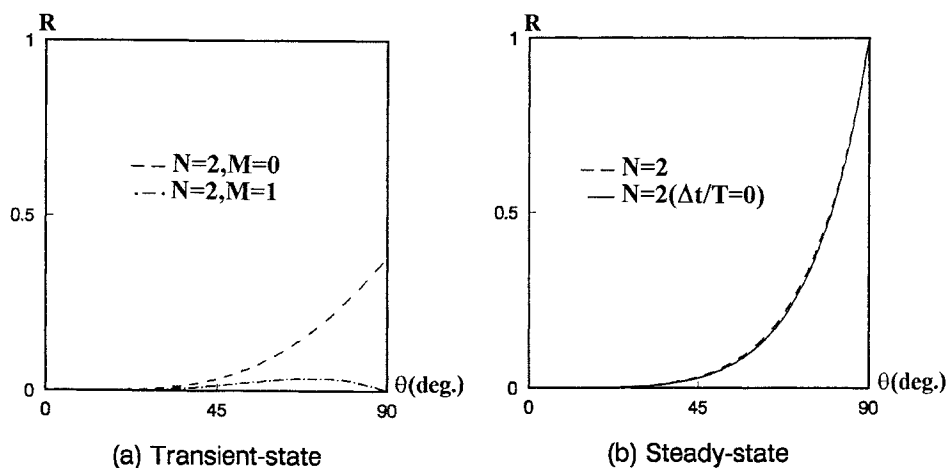 R
1
N=2,M=0
N=2,M=1
0.5
0
0
45
90
θ(deg.)
(a) Transient-state
R
1
N=2
N=2(Δt/T=0)
0.5
0
0
45
90
θ(deg.)
(b) Steady-state